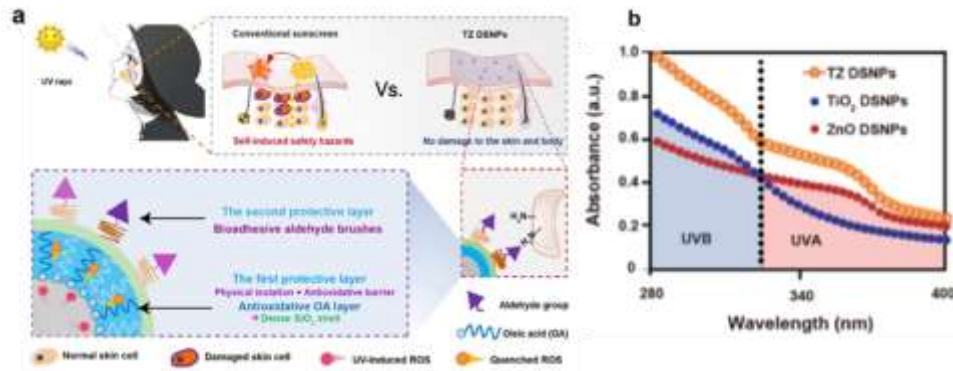 a
UV rays
Conventional sunscreen
Self-induced safety hazards
Vs.
TZ DSNPs
No damage to the skin and body
The second protective layer
Bioadhesive aldehyde brushes
The first protective layer
Physical isolation + Antioxidative barrier
Antioxidative OA layer
+ Dense SiO₂ shell
H₂N
H₂N
Aldehyde group
Oleic acid (OA)
Normal skin cell
Damaged skin cell
UV-induced ROS
Quenched ROS
b
Absorbance (a.u.)
1.0
0.8
0.6
0.4
0.2
0
TZ DSNPs
TiO₂ DSNPs
ZnO DSNPs
UVB
UVA
280
340
400
Wavelength (nm)